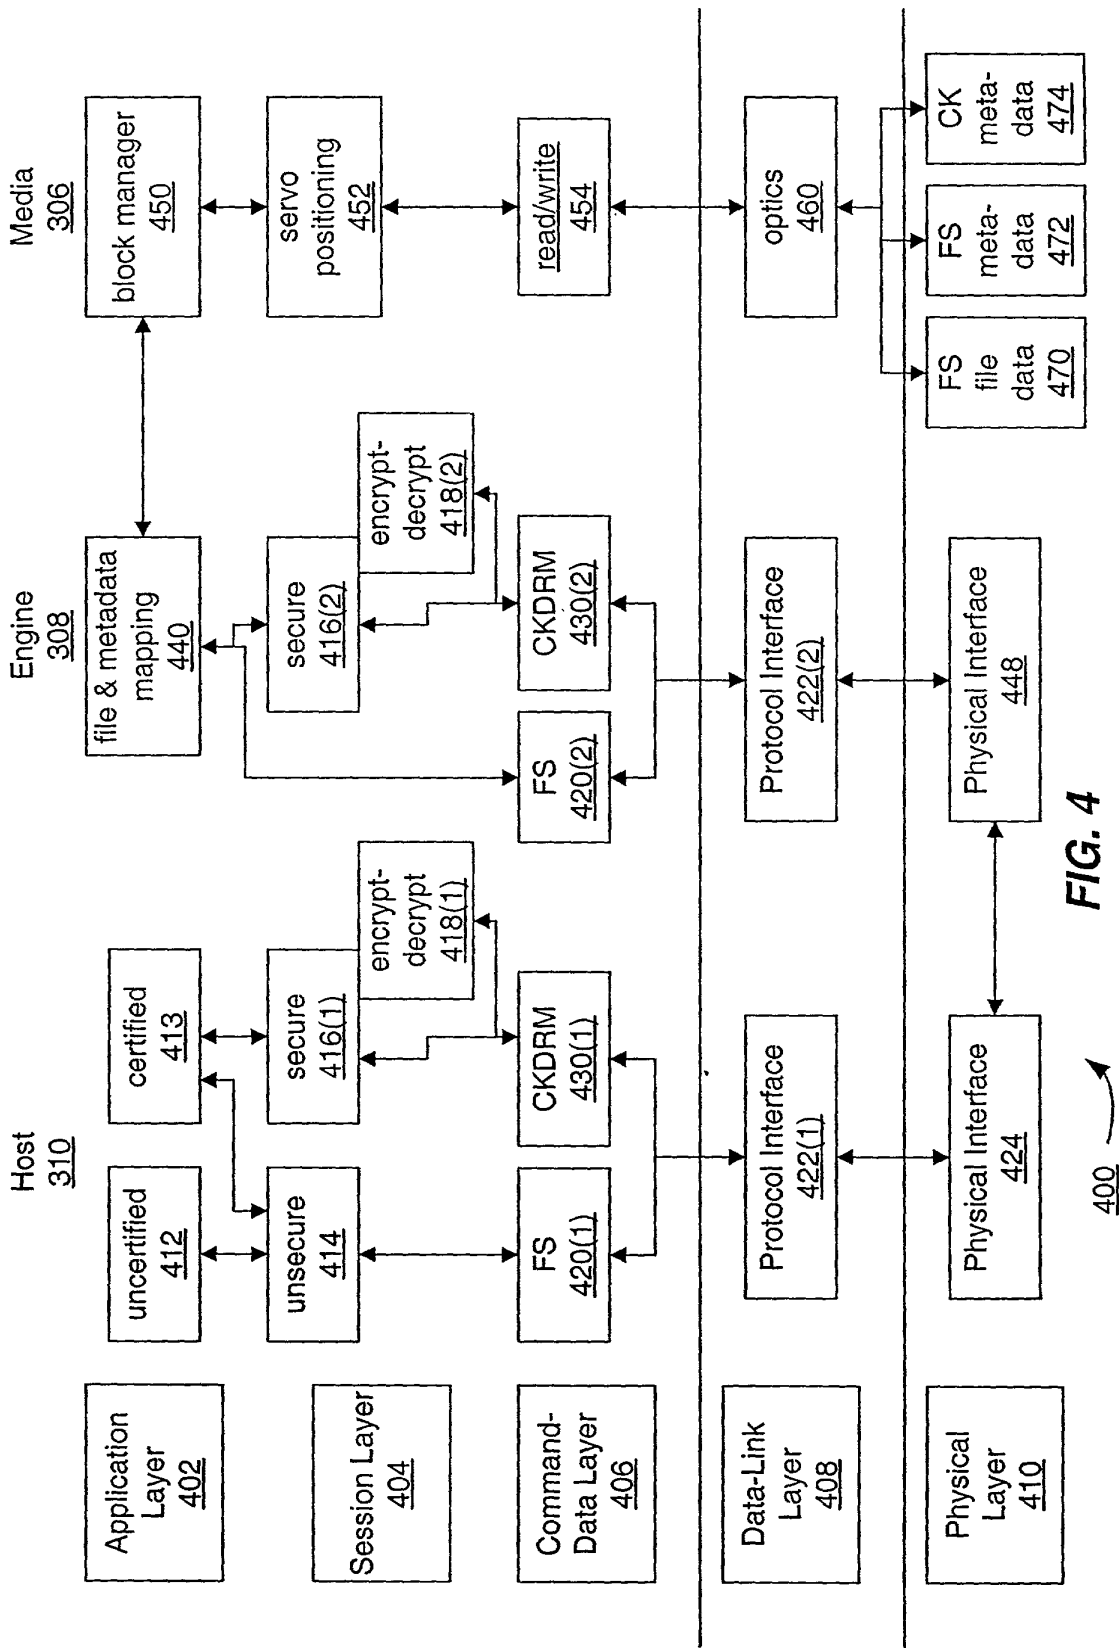 Host
310
Engine
308
Media
306
Application
Layer
402
uncertified
412
certified
413
file & metadata
mapping
440
block manager
450
Session Layer
404
unsecure
414
secure
416(1)
encrypt-
decrypt
418(1)
secure
416(2)
encrypt-
decrypt
418(2)
servo
positioning
452
Command-
Data Layer
406
FS
420(1)
CKDRM
430(1)
FS
420(2)
CKDRM
430(2)
read/write
454
Data-Link
Layer
408
Protocol Interface
422(1)
Protocol Interface
422(2)
optics
460
Physical
Layer
410
Physical Interface
424
Physical Interface
448
FS
file
data
470
FS
meta-
data
472
CK
meta-
data
474
400
FIG. 4